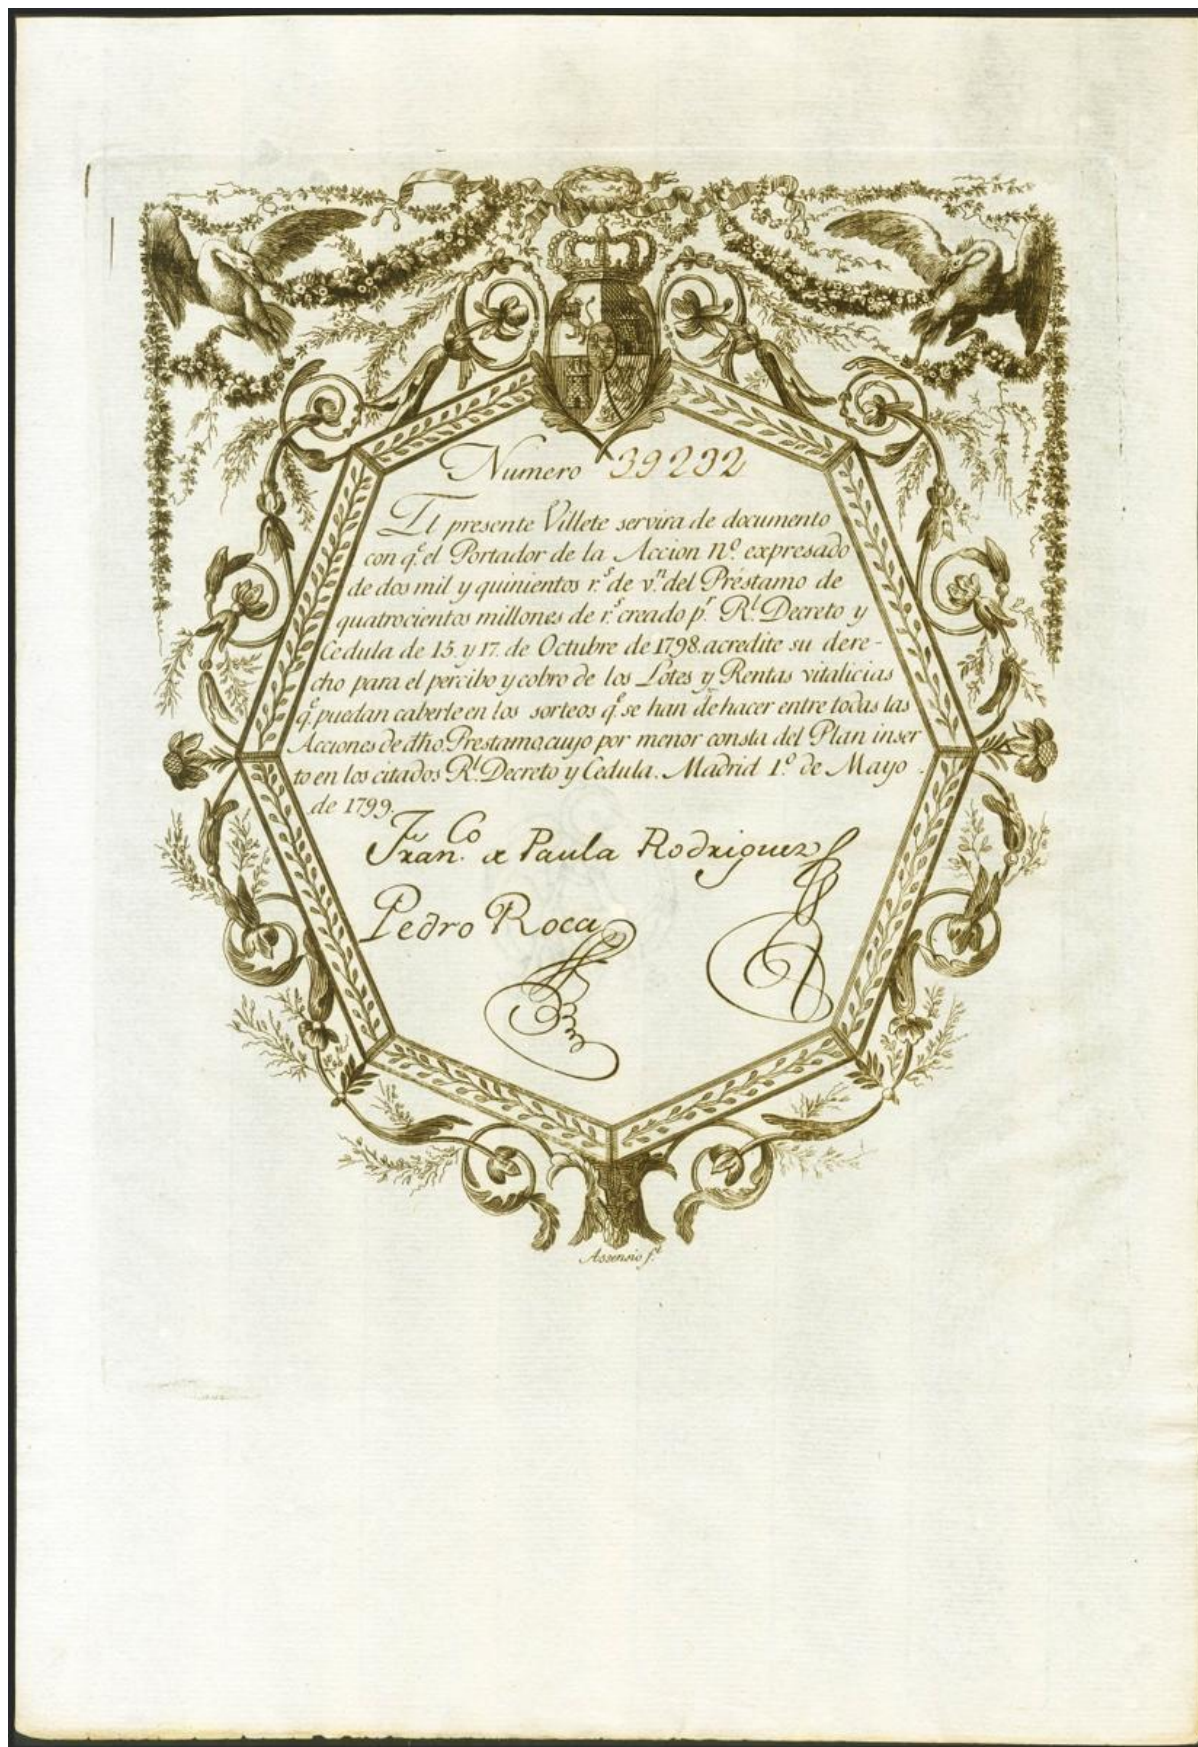 Numero 39232
El presente Villete servira de documento
con q.e el Portador de la Accion N.o expresado
de dos mil y quinientos r.s de v.n del Préstamo de
quatrocientos millones de r.s creado p.r R.l Decreto y
Cedula de 15. y 17. de Octubre de 1798. acredite su dere-
cho para el percibo y cobro de los Lotes y Rentas vitalicias
q.e puedan caberle en los sorteos q.e se han de hacer entre todas las
Acciones de dho. Prestamo, cuyo por menor consta del Plan inser
to en los citados R.l Decreto y Cedula. Madrid 1.o de Mayo
de 1799.
Fran.co de Paula Rodriguez
Pedro Roca
Assensio f.t